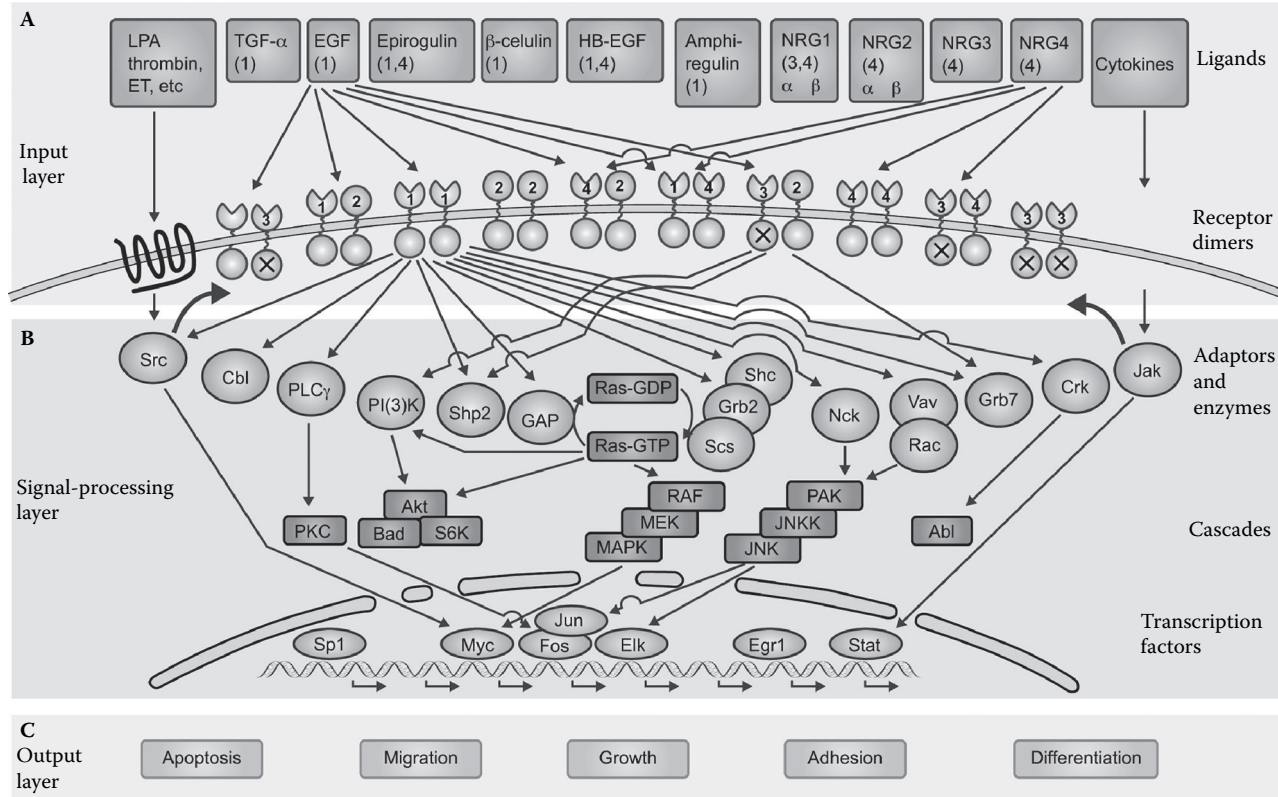 A
LPA
thrombin,
ET, etc
TGF-α
(1)
EGF
(1)
Epirogulin
(1,4)
β-celulin
(1)
HB-EGF
(1,4)
Amphi-
regulin
(1)
NRG1
(3,4)
α β
NRG2
(4)
α β
NRG3
(4)
NRG4
(4)
Cytokines
Ligands
Input
layer
3
1
2
1
1
2
2
4
2
1
4
3
2
4
4
3
4
3
3
Receptor
dimers
B
Src
Cbl
PLCγ
PI(3)K
Shp2
GAP
Ras-GDP
Ras-GTP
Shc
Grb2
Scs
Nck
Vav
Rac
Grb7
Crk
Jak
Adaptors
and
enzymes
Signal-processing
layer
PKC
Akt
Bad
S6K
RAF
MEK
MAPK
PAK
JNKK
JNK
Abl
Cascades
Sp1
Myc
Jun
Fos
Elk
Egr1
Stat
Transcription
factors
C
Output
layer
Apoptosis
Migration
Growth
Adhesion
Differentiation